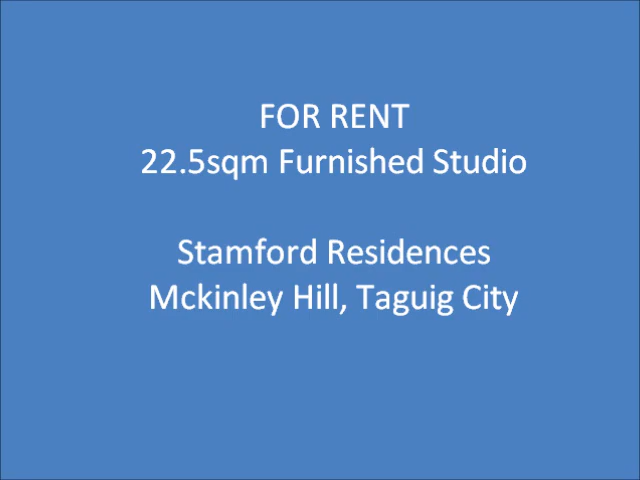 FOR RENT
22.5sqm Furnished Studio
Stamford Residences
Mckinley Hill, Taguig City